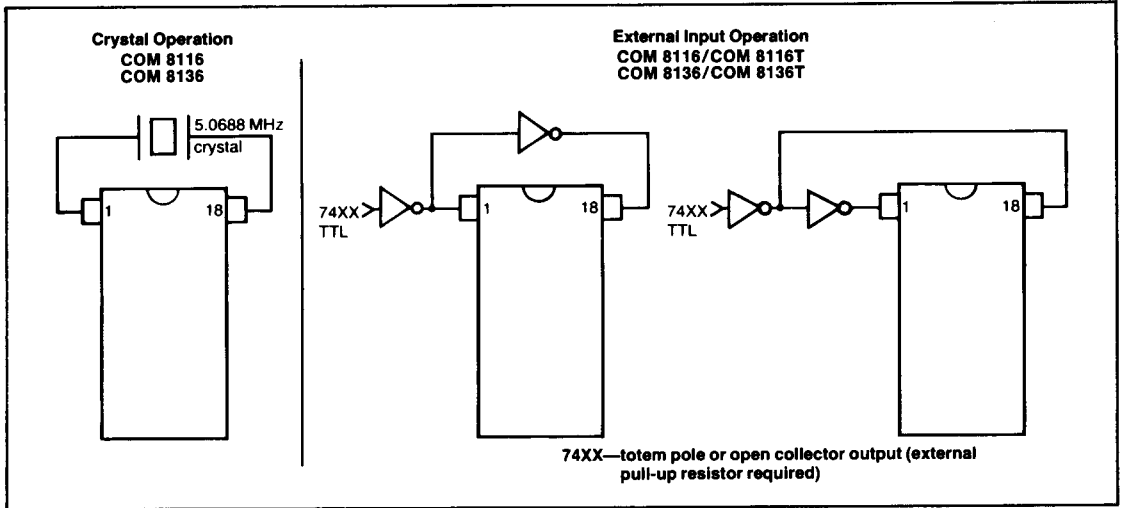 Crystal Operation
COM 8116
COM 8136
5.0688 MHz
crystal
1
18
External Input Operation
COM 8116/COM 8116T
COM 8136/COM 8136T
74XX
TTL
1
18
74XX
TTL
1
18
74XX—totem pole or open collector output (external
pull-up resistor required)